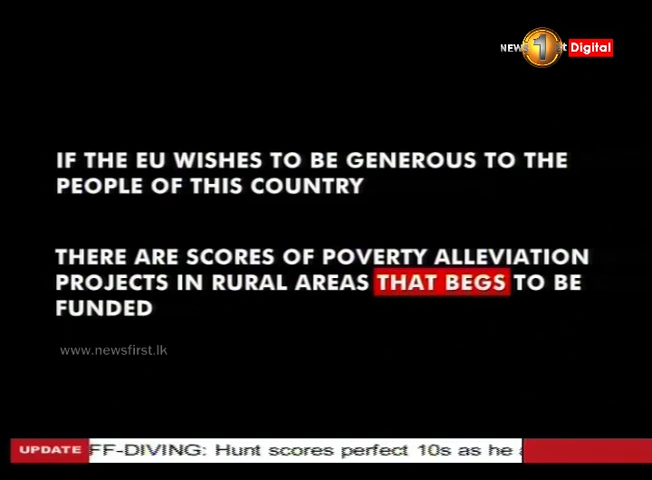 NEWS 1st Digital
IF THE EU WISHES TO BE GENEROUS TO THE
PEOPLE OF THIS COUNTRY
THERE ARE SCORES OF POVERTY ALLEVIATION
PROJECTS IN RURAL AREAS THAT BEGS TO BE
FUNDED
www.newsfirst.lk
UPDATE FF-DIVING: Hunt scores perfect 10s as he